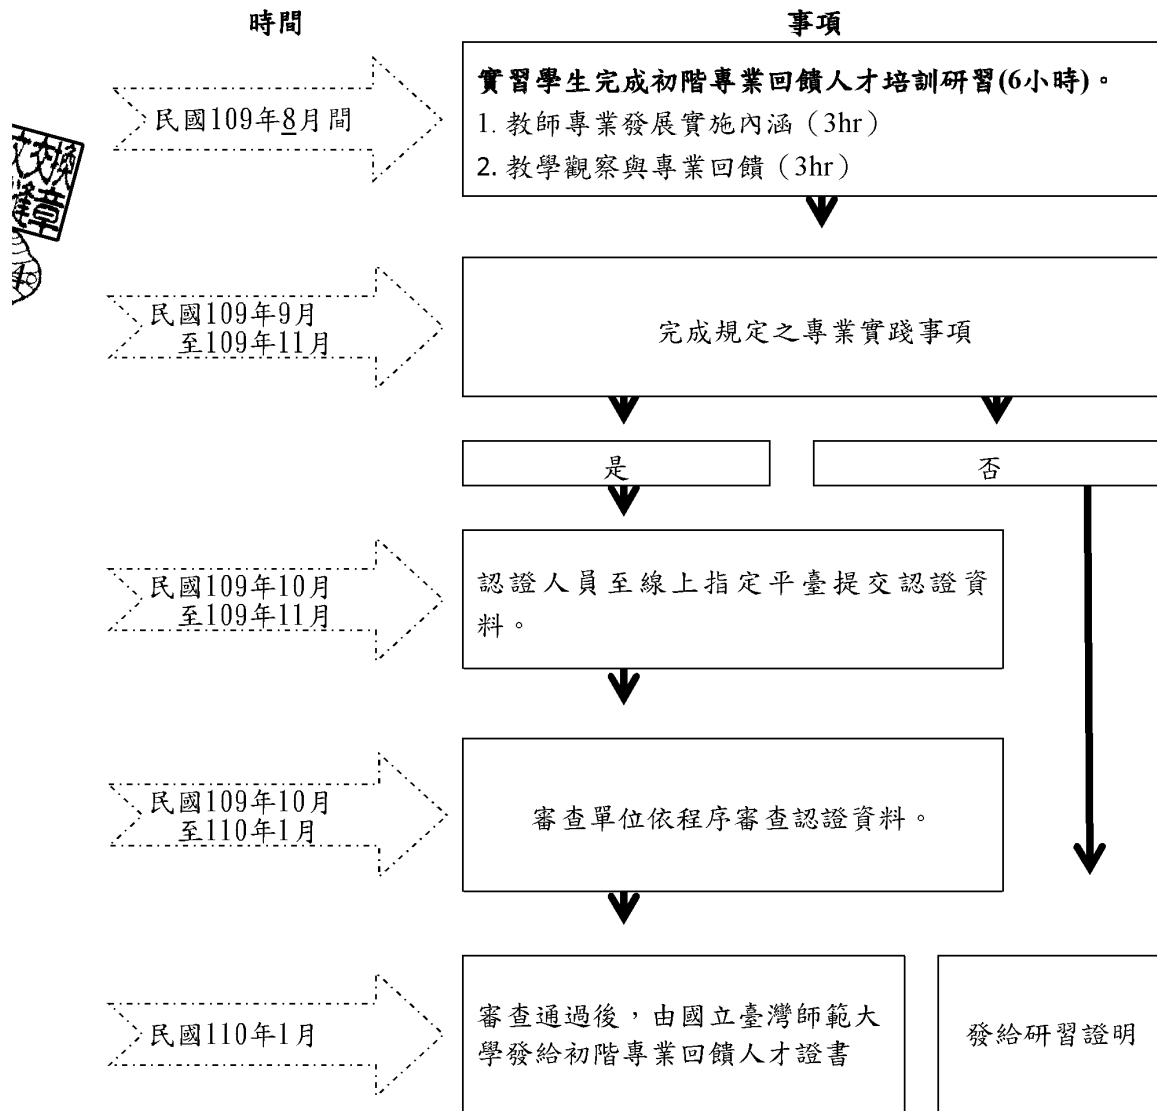 時間
事項
民國109年8月間
實習學生完成初階專業回饋人才培訓研習(6小時)。
1. 教師專業發展實施內涵（3hr）
2. 教學觀察與專業回饋（3hr）
換
交
章
民國109年9月
至109年11月
完成規定之專業實踐事項
是
否
民國109年10月
至109年11月
認證人員至線上指定平臺提交認證資
料。
民國109年10月
至110年1月
審查單位依程序審查認證資料。
民國110年1月
審查通過後，由國立臺灣師範大
學發給初階專業回饋人才證書
發給研習證明